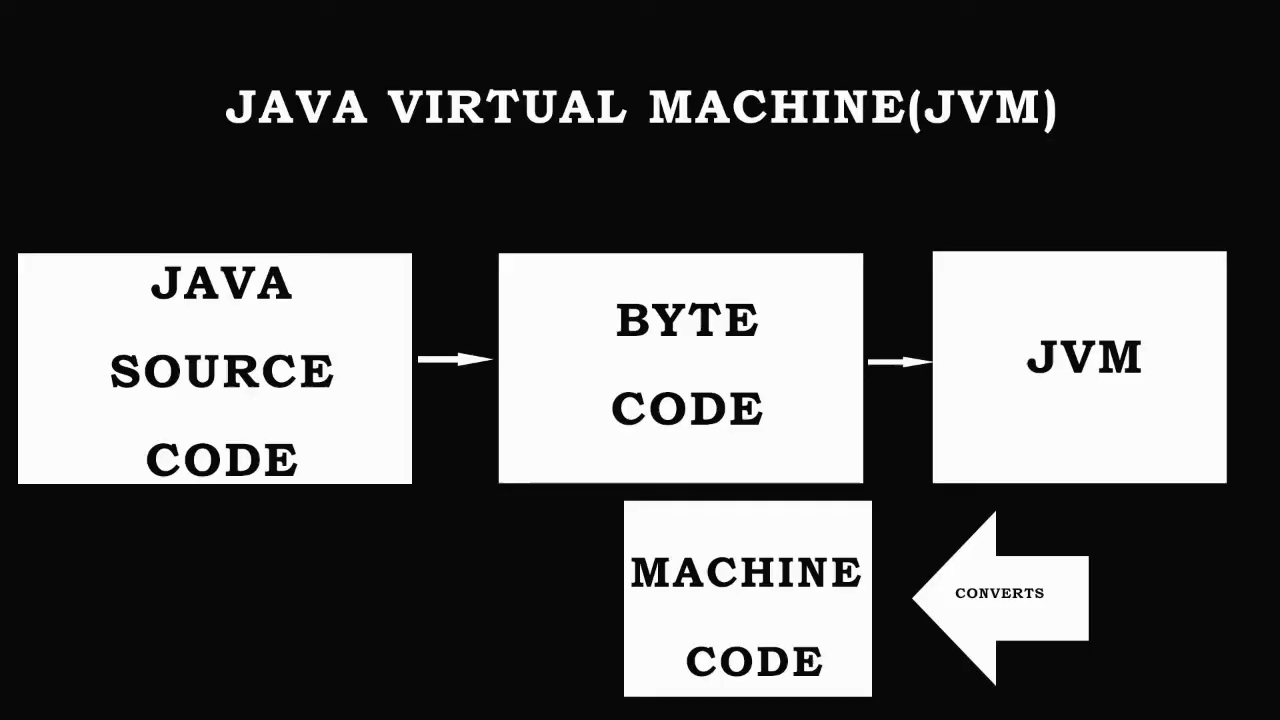 JAVA VIRTUAL MACHINE(JVM)
JAVA
SOURCE
CODE
BYTE
CODE
JVM
MACHINE
CODE
CONVERTS